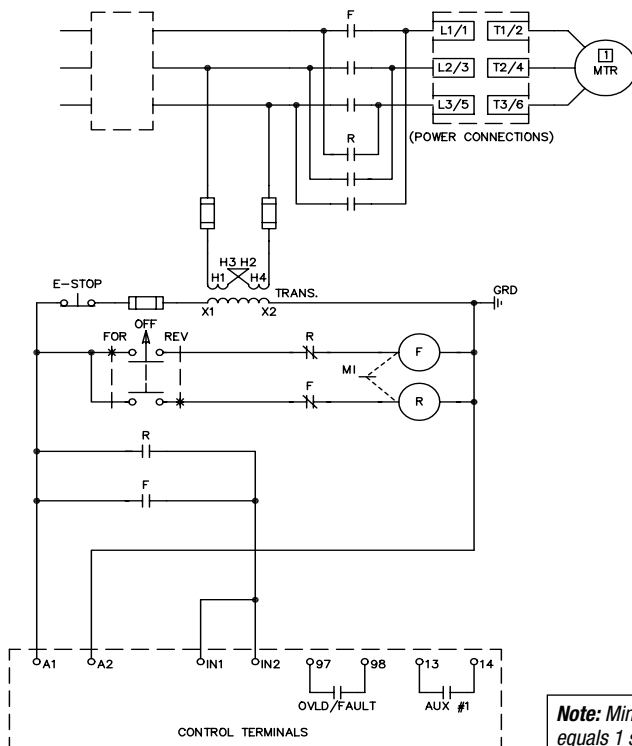 F
L1/1 T1/2
1
MTR
L2/3 T2/4
L3/5 T3/6
(POWER CONNECTIONS)
R
H3 H2
H1 H4
E-STOP
TRANS.
GRD
X1 X2
OFF
FOR REV
R
F
MI
F
R
R
F
A1 A2 IN1 IN2 97 98 13 14
OVLD/FAULT AUX #1
CONTROL TERMINALS
Note: Min
equals 1 s